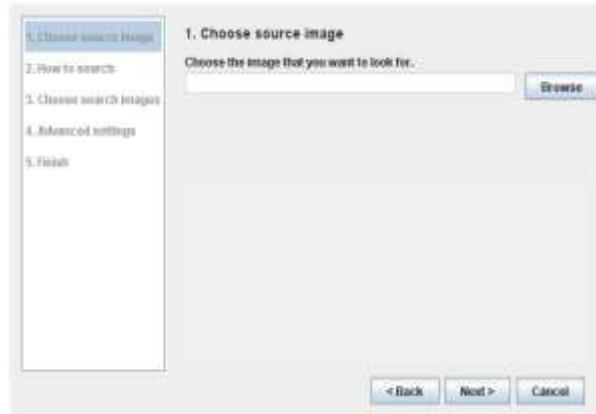 1. Choose source image
2. How to search
3. Choose search images
4. Advanced settings
5. Finish
1. Choose source image
Choose the image that you want to look for.
Browse
< Back
Next >
Cancel